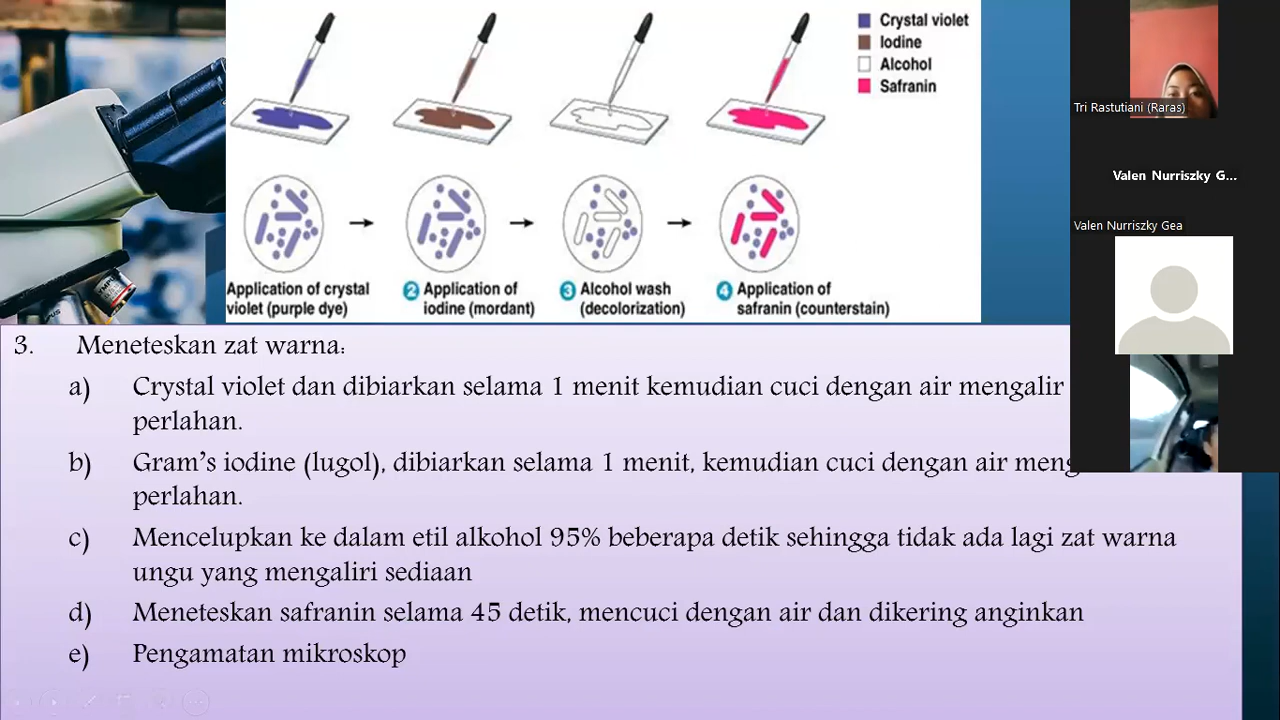 Crystal violet
Iodine
Alcohol
Safranin
Application of crystal
violet (purple dye)
2 Application of
iodine (mordant)
3 Alcohol wash
(decolorization)
4 Application of
safranin (counterstain)
3. Meneteskan zat warna:
a) Crystal violet dan dibiarkan selama 1 menit kemudian cuci dengan air mengalir
perlahan.
b) Gram's iodine (lugol), dibiarkan selama 1 menit, kemudian cuci dengan air meng
perlahan.
c) Mencelupkan ke dalam etil alkohol 95% beberapa detik sehingga tidak ada lagi zat warna
ungu yang mengaliri sediaan
d) Meneteskan safranin selama 45 detik, mencuci dengan air dan dikering anginkan
e) Pengamatan mikroskop
Tri Rastutiani (Raras)
Valen Nurriszky G...
Valen Nurriszky Gea